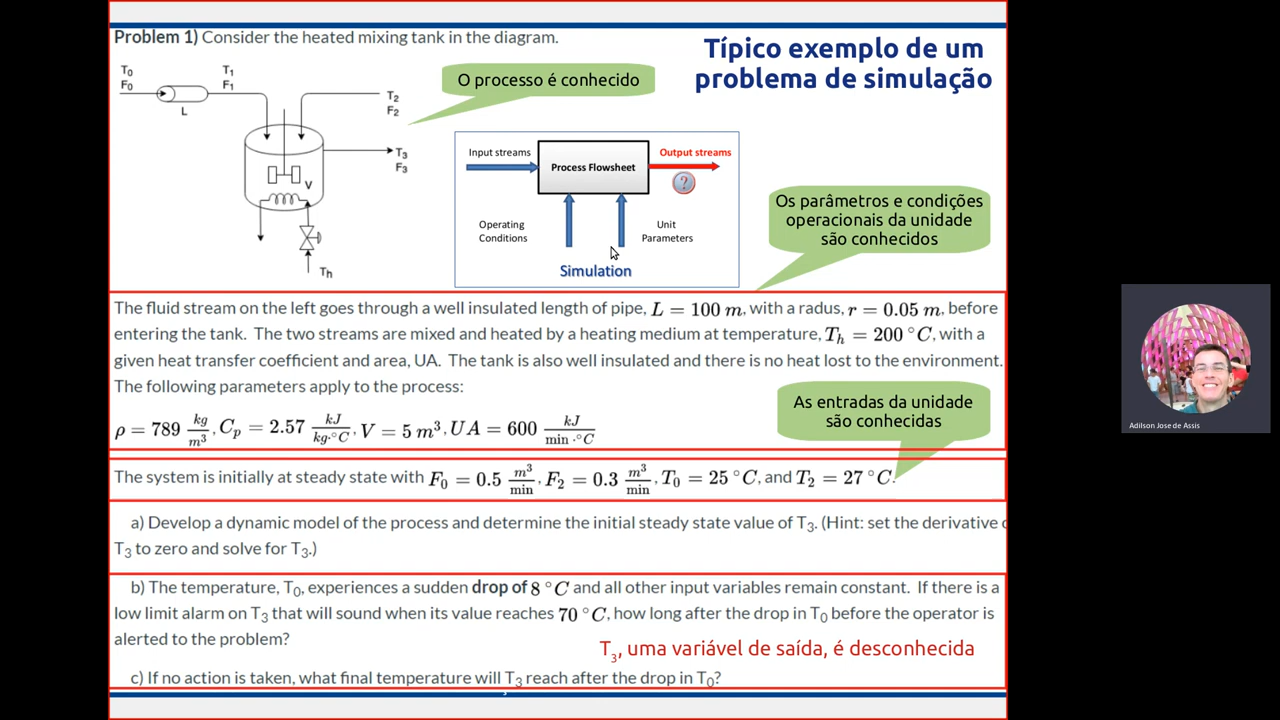 Problem 1) Consider the heated mixing tank in the diagram.
Típico exemplo de um
problema de simulação
O processo é conhecido
T0
F0
T1
F1
L
T2
F2
T3
F3
V
Th
Input streams
Process Flowsheet
Output streams
?
Operating
Conditions
Unit
Parameters
Simulation
Os parâmetros e condições
operacionais da unidade
são conhecidos
The fluid stream on the left goes through a well insulated length of pipe, L = 100 m, with a radus, r = 0.05 m, before
entering the tank. The two streams are mixed and heated by a heating medium at temperature, Th = 200 °C, with a
given heat transfer coefficient and area, UA. The tank is also well insulated and there is no heat lost to the environment.
The following parameters apply to the process:
As entradas da unidade
são conhecidas
ρ = 789 kg/m³, Cp = 2.57 kJ/kg·°C, V = 5 m³, UA = 600 kJ/min·°C
The system is initially at steady state with F0 = 0.5 m³/min, F2 = 0.3 m³/min, T0 = 25 °C, and T2 = 27 °C.
a) Develop a dynamic model of the process and determine the initial steady state value of T3. (Hint: set the derivative
T3 to zero and solve for T3.)
b) The temperature, T0, experiences a sudden drop of 8 °C and all other input variables remain constant. If there is a
low limit alarm on T3 that will sound when its value reaches 70 °C, how long after the drop in T0 before the operator is
alerted to the problem?
T3, uma variável de saída, é desconhecida
c) If no action is taken, what final temperature will T3 reach after the drop in T0?
Adilson Jose de Assis